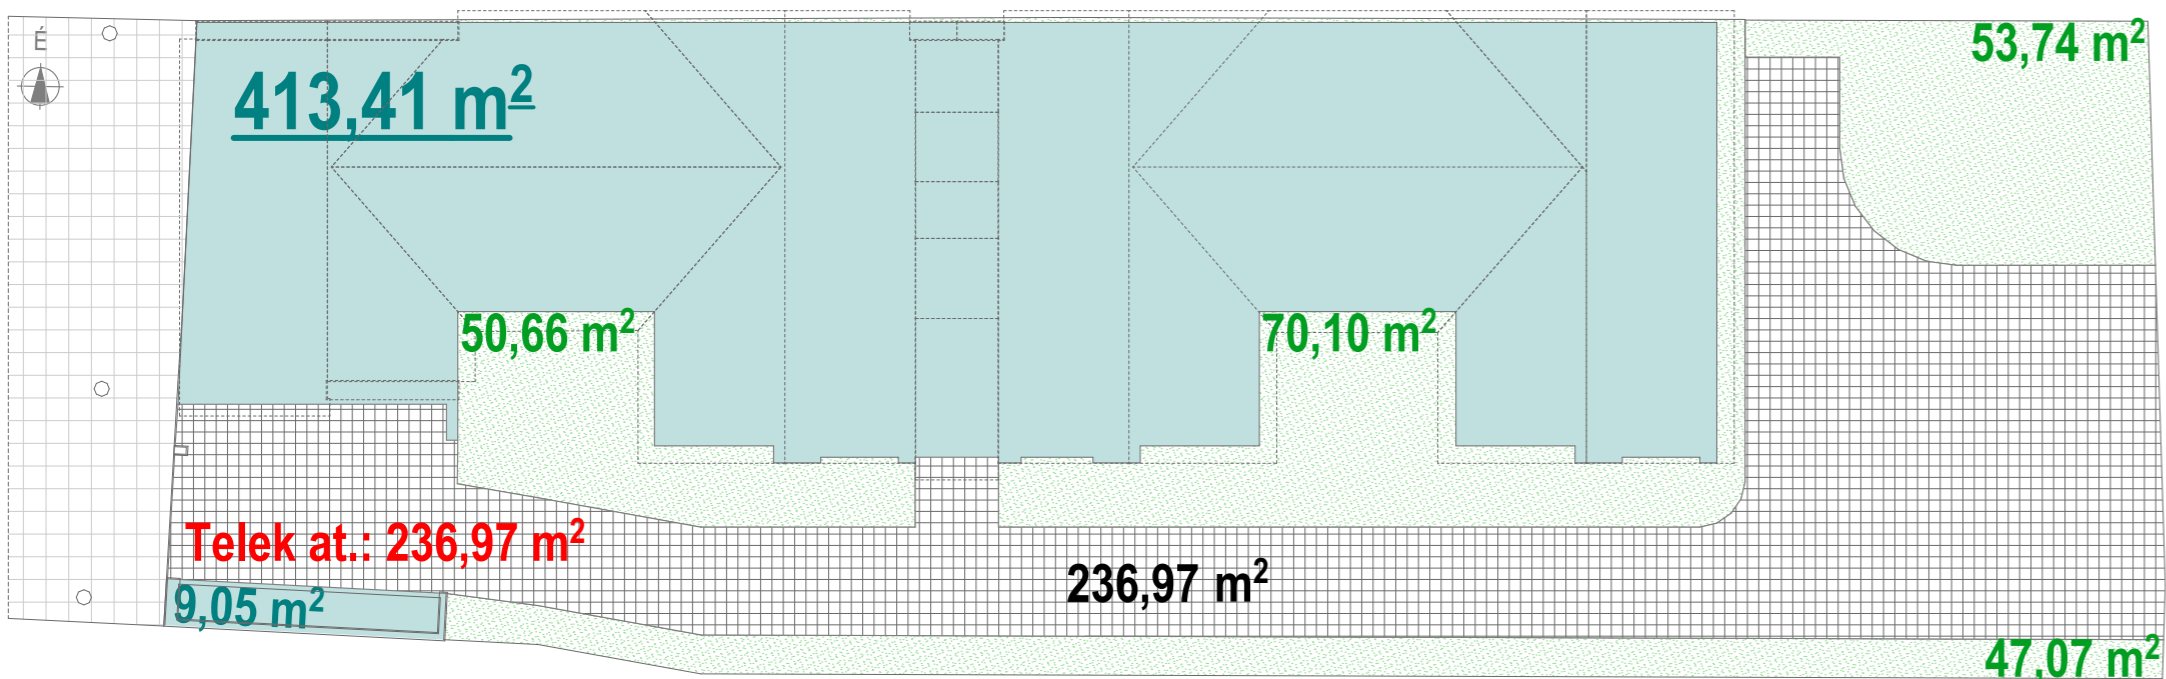 É
53,74 m²
413,41 m²
50,66 m²
70,10 m²
Telek at.: 236,97 m²
236,97 m²
9,05 m²
47,07 m²